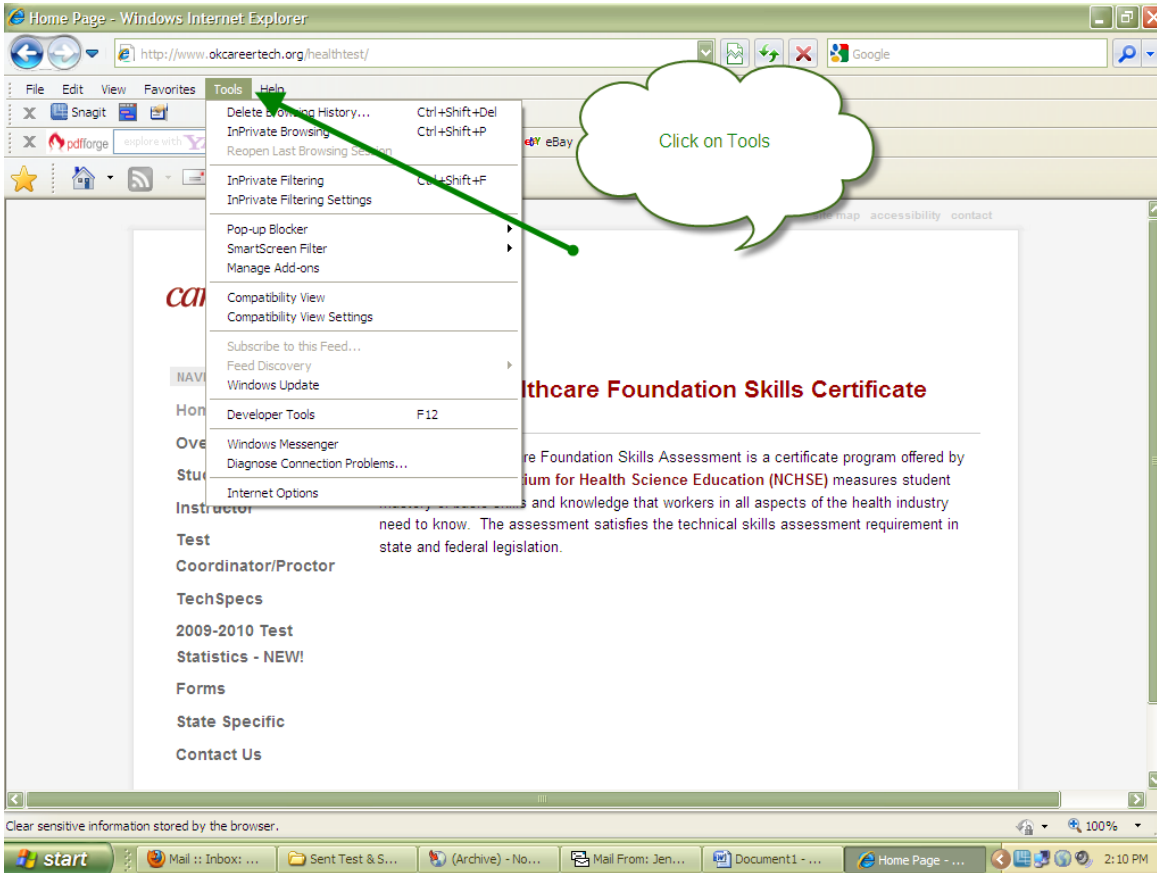 Home Page - Windows Internet Explorer
http://www.okcareertech.org/healthtest/
Google
File Edit View Favorites Tools Help
X Snagit
X pdfforge explore with eBay
Click on Tools
Delete Browsing History... Ctrl+Shift+Del
InPrivate Browsing Ctrl+Shift+P
Reopen Last Browsing Session
InPrivate Filtering Ctrl+Shift+F
InPrivate Filtering Settings
Pop-up Blocker
SmartScreen Filter
Manage Add-ons
Compatibility View
Compatibility View Settings
Subscribe to this Feed...
Feed Discovery
Windows Update
Developer Tools F12
Windows Messenger
Diagnose Connection Problems...
Internet Options
map accessibility contact
Healthcare Foundation Skills Certificate
Foundation Skills Assessment is a certificate program offered by
for Health Science Education (NCHSE) measures student
and knowledge that workers in all aspects of the health industry
need to know. The assessment satisfies the technical skills assessment requirement in
state and federal legislation.
Instructor
Test
Coordinator/Proctor
TechSpecs
2009-2010 Test
Statistics - NEW!
Forms
State Specific
Contact Us
Clear sensitive information stored by the browser.
100%
start
Mail :: Inbox: ...
Sent Test & S...
(Archive) - No...
Mail From: Jen...
Document1 - ...
Home Page - ...
2:10 PM